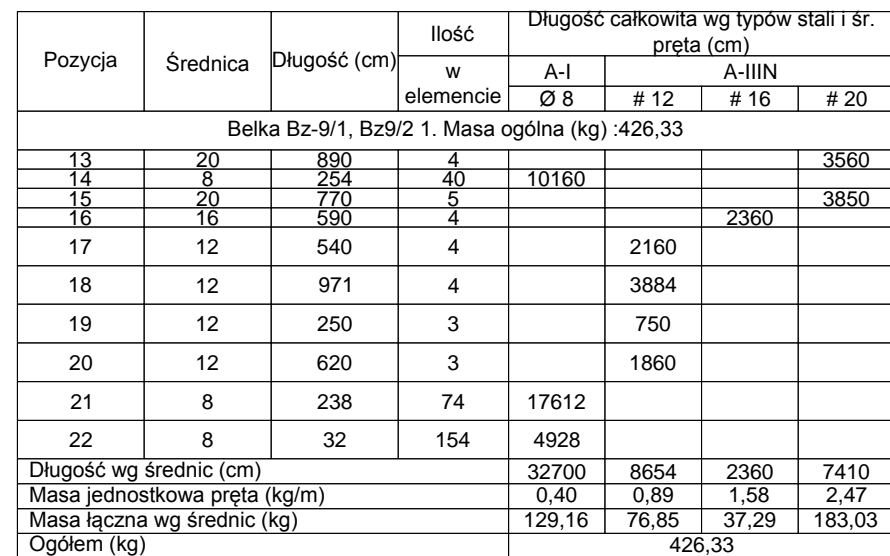 Pozycja Średnica Długość (cm) Ilość Długość całkowita wg typów stali i śr.
pręta (cm)
w
elemencie A-I A-IIIN
Ø 8 # 12 # 16 # 20
Belka Bz-9/1, Bz9/2 1. Masa ogólna (kg) :426,33
13 20 890 4 3560
14 8 254 40 10160
15 20 770 5 3850
16 16 590 4 2360
17 12 540 4 2160
18 12 971 4 3884
19 12 250 3 750
20 12 620 3 1860
21 8 238 74 17612
22 8 32 154 4928
Długość wg średnic (cm) 32700 8654 2360 7410
Masa jednostkowa pręta (kg/m) 0,40 0,89 1,58 2,47
Masa łączna wg średnic (kg) 129,16 76,85 37,29 183,03
Ogółem (kg) 426,33